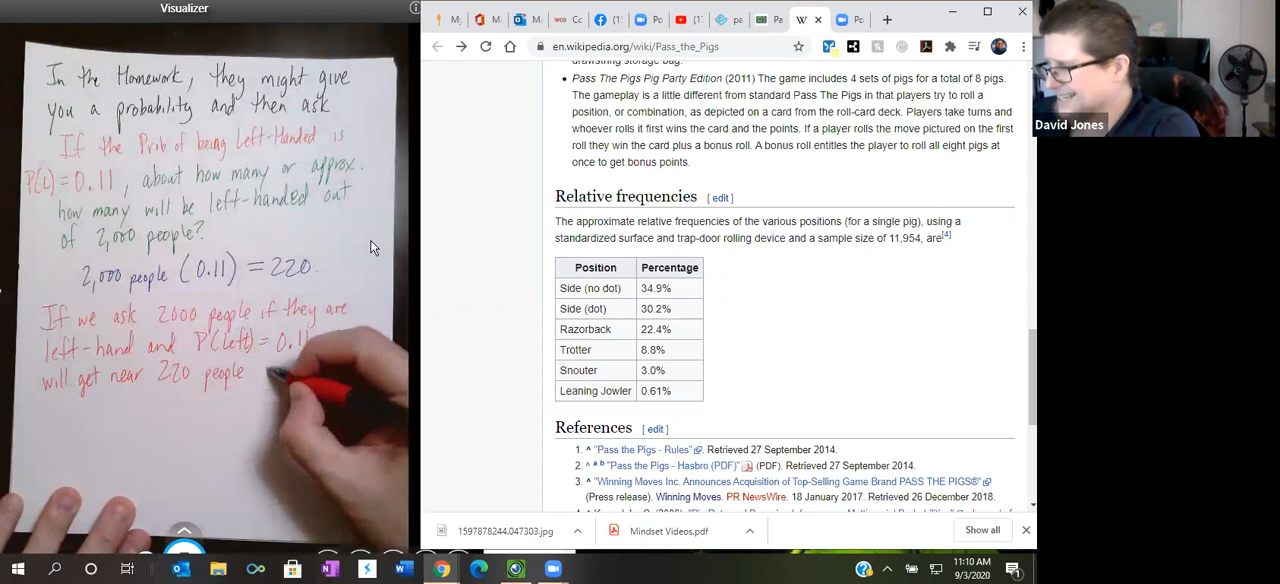 Visualizer
In the Homework, they might give
you a probability and then ask
If the Prob of being Left-Handed is
P(L) = 0.11, about how many or approx.
how many will be left-handed out
of 2,000 people?
2,000 people (0.11) = 220.
If we ask 2000 people if they are
left-hand and P(left) = 0.11
will get near 220 people
en.wikipedia.org/wiki/Pass_the_Pigs
drawstring storage bag.
• Pass The Pigs Pig Party Edition (2011) The game includes 4 sets of pigs for a total of 8 pigs.
The gameplay is a little different from standard Pass The Pigs in that players try to roll a
position, or combination, as depicted on a card from the roll-card deck. Players take turns and
whoever rolls it first wins the card and the points. If a player rolls the move pictured on the first
roll they win the card plus a bonus roll. A bonus roll entitles the player to roll all eight pigs at
once to get bonus points.
Relative frequencies [ edit ]
The approximate relative frequencies of the various positions (for a single pig), using a
standardized surface and trap-door rolling device and a sample size of 11,954, are[4]
Position Percentage
Side (no dot) 34.9%
Side (dot) 30.2%
Razorback 22.4%
Trotter 8.8%
Snouter 3.0%
Leaning Jowler 0.61%
References [ edit ]
1. ^ "Pass the Pigs - Rules". Retrieved 27 September 2014.
2. ^ a b "Pass the Pigs - Hasbro (PDF)" (PDF). Retrieved 27 September 2014.
3. ^ "Winning Moves Inc. Announces Acquisition of Top-Selling Game Brand PASS THE PIGS®"
(Press release). Winning Moves. PR NewsWire. 18 January 2017. Retrieved 26 December 2018.
1597878244.047303.jpg
Mindset Videos.pdf
Show all
David Jones
11:10 AM
9/3/2020